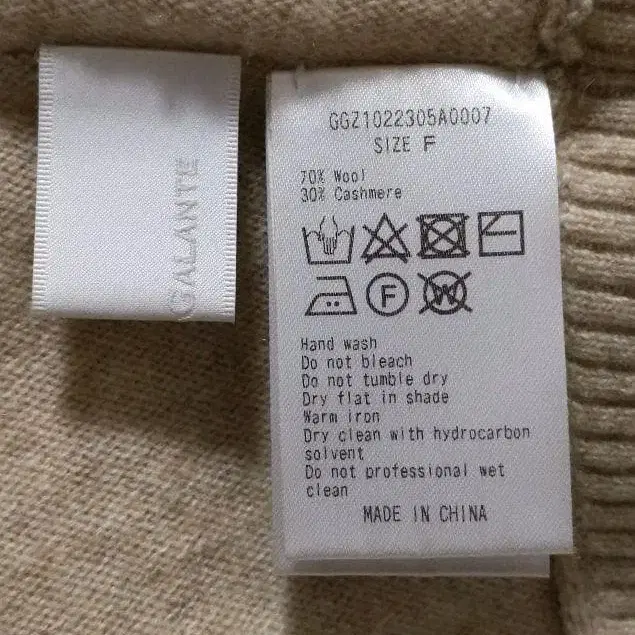 GALANTE
GGZ1022305A0007
SIZE F
70% Wool
30% Cashmere
F
W
Hand wash
Do not bleach
Do not tumble dry
Dry flat in shade
Warm iron
Dry clean with hydrocarbon
solvent
Do not professional wet
clean
MADE IN CHINA